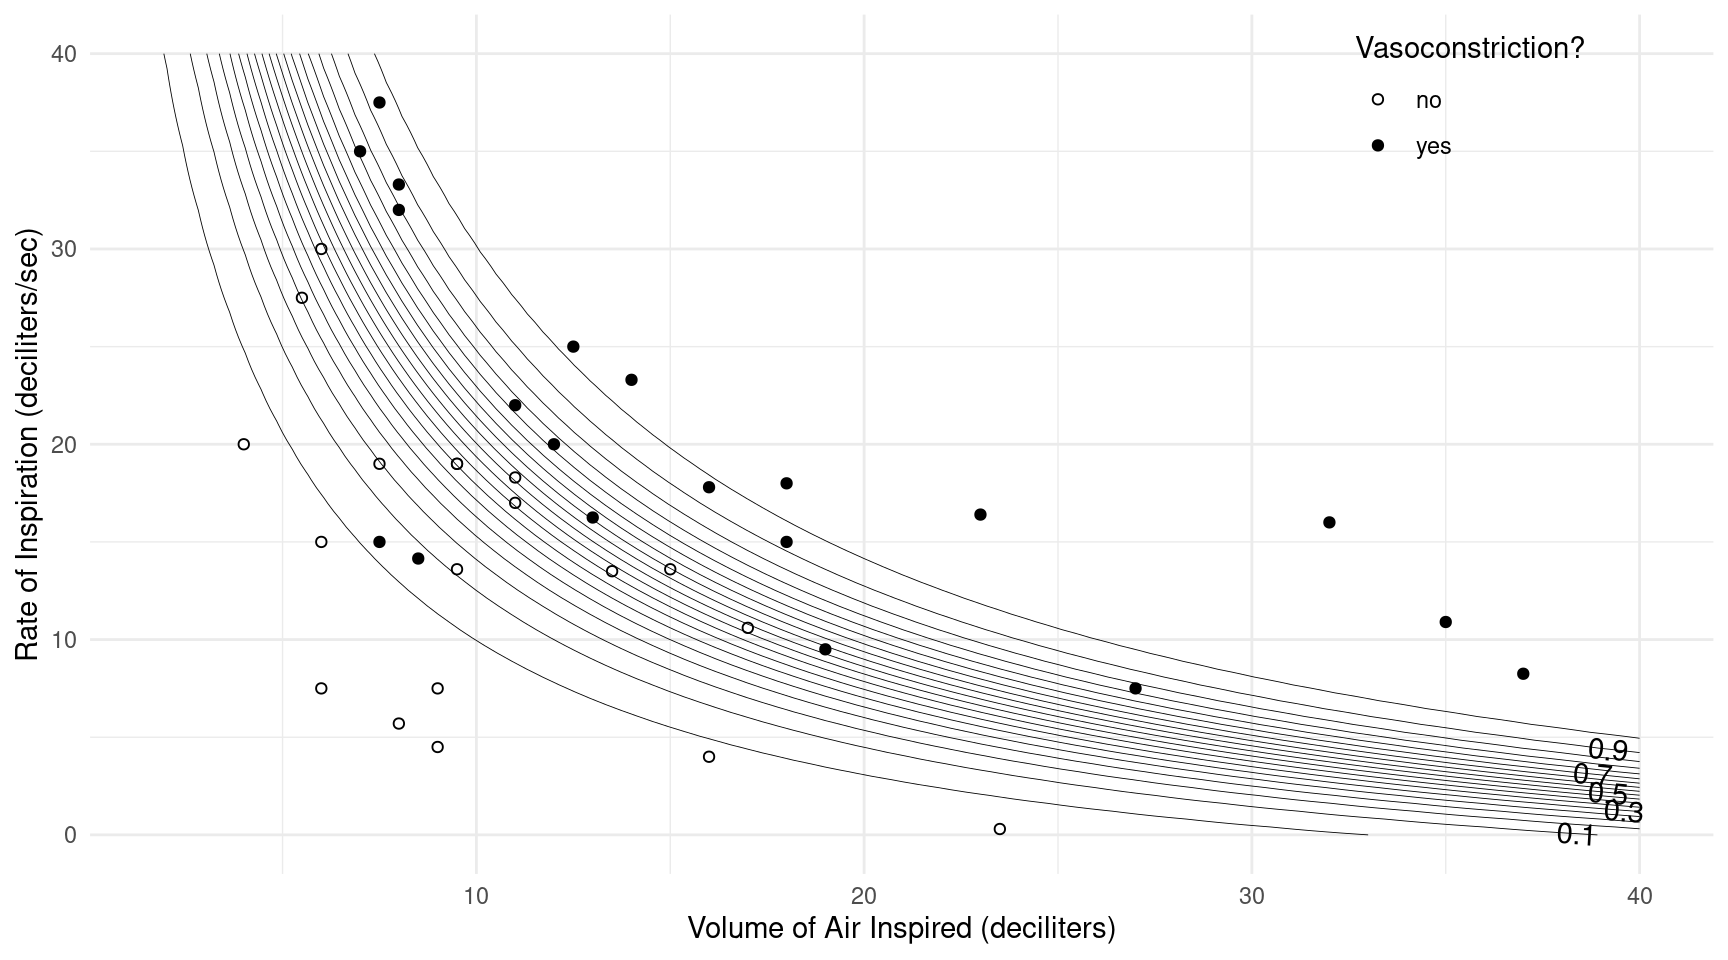 Vasoconstriction?
no
yes
Rate of Inspiration (deciliters/sec)
40
30
20
10
0
0.9
0.7
0.5
0.3
0.1
10
20
30
40
Volume of Air Inspired (deciliters)